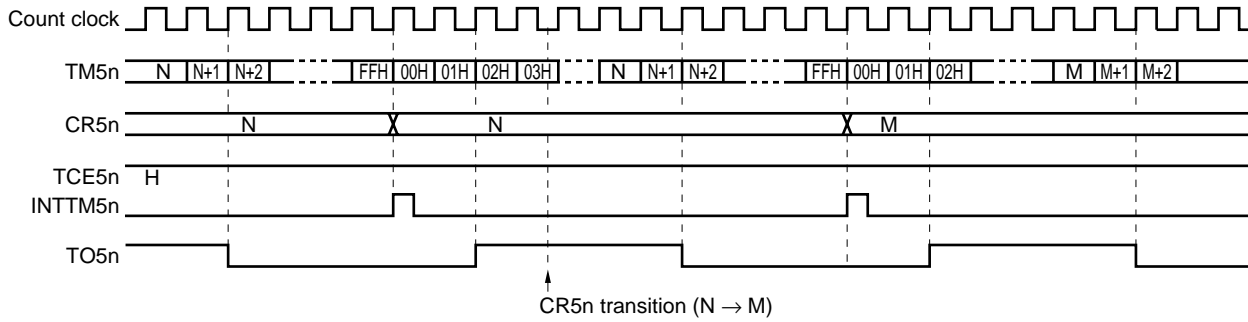 Count clock
TM5n N N+1 N+2 FFH 00H 01H 02H 03H N N+1 N+2 FFH 00H 01H 02H M M+1 M+2
CR5n N N M
TCE5n H
INTTM5n
TO5n
CR5n transition (N → M)